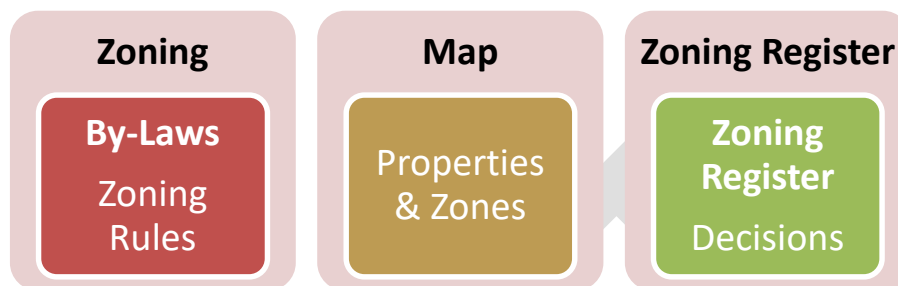 Zoning
By-Laws
Zoning
Rules
Map
Properties
& Zones
Zoning Register
Zoning
Register
Decisions